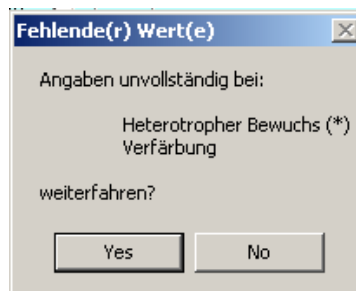 Fehlende(r) Wert(e)
Angaben unvollständig bei:
Heterotropher Bewuchs (*)
Verfärbung
weiterfahren?
Yes
No